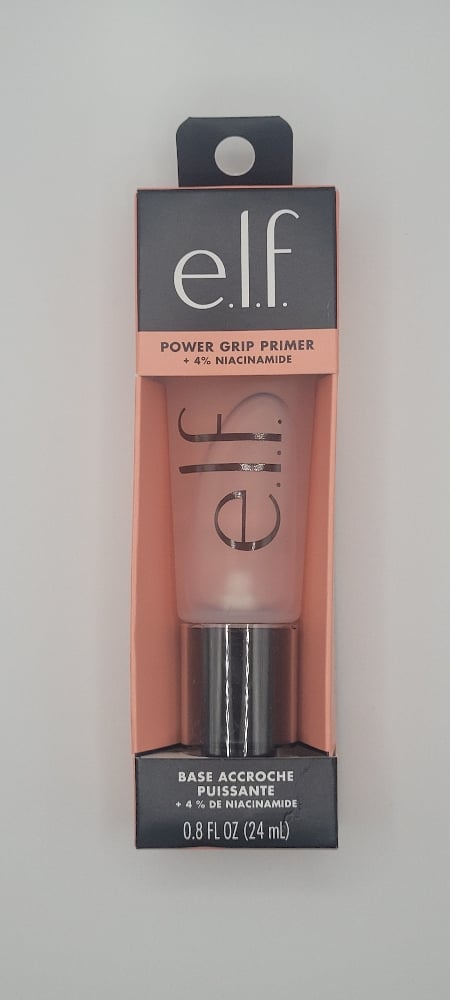 e.l.f.
POWER GRIP PRIMER
+ 4% NIACINAMIDE
e.l.f.
BASE ACCROCHE
PUISSANTE
+ 4 % DE NIACINAMIDE
0.8 FL OZ (24 mL)